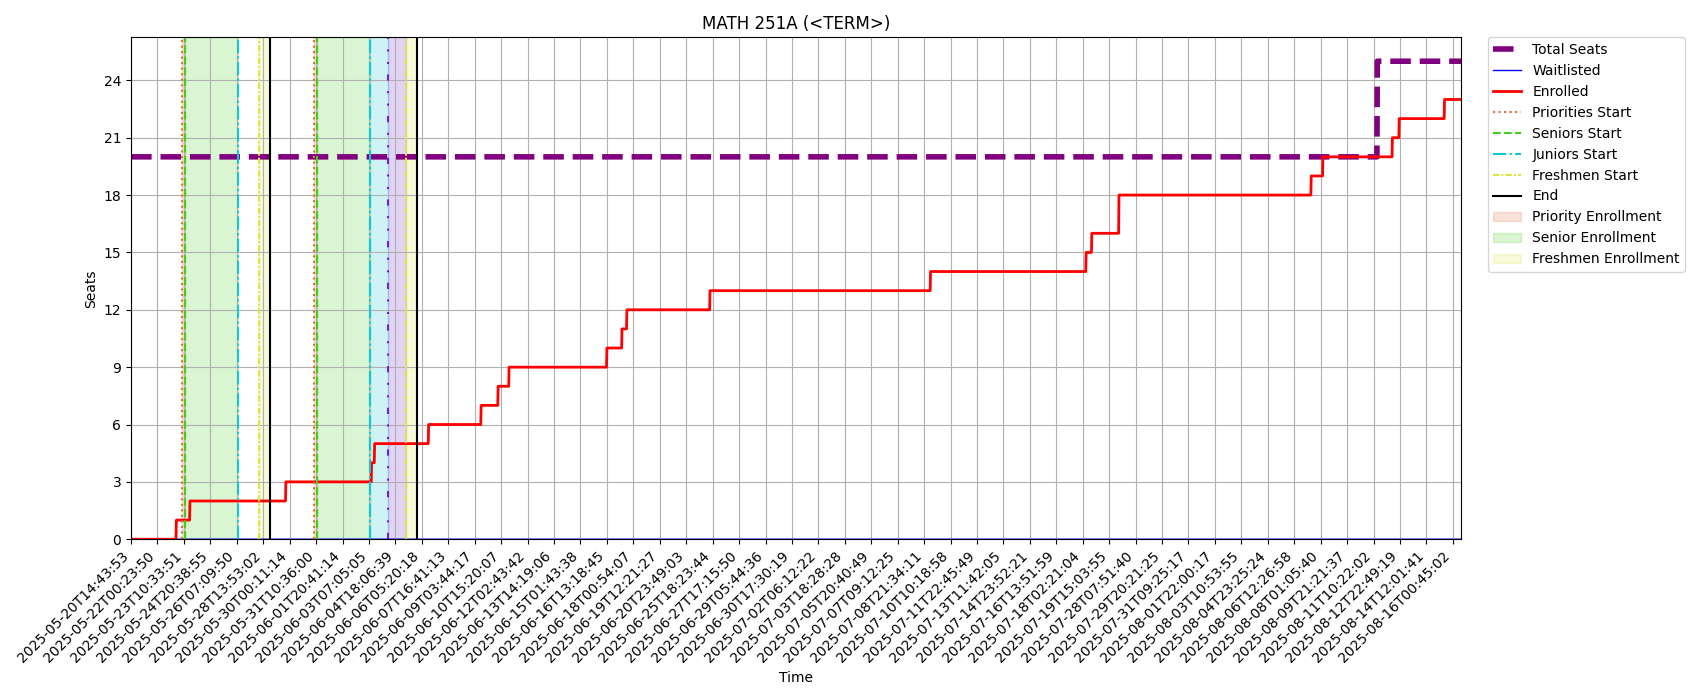 MATH 251A (<TERM>)
Total Seats
Waitlisted
Enrolled
Priorities Start
Seniors Start
Juniors Start
Freshmen Start
End
Priority Enrollment
Senior Enrollment
Freshmen Enrollment
Seats
24
21
18
15
12
9
6
3
0
2025-05-20T14:43:53
2025-05-22T00:23:50
2025-05-23T10:33:51
2025-05-24T20:38:55
2025-05-26T07:09:50
2025-05-28T13:53:02
2025-05-30T00:11:14
2025-05-31T10:36:00
2025-06-01T20:41:14
2025-06-03T07:05:05
2025-06-04T18:06:39
2025-06-06T05:20:18
2025-06-07T16:41:13
2025-06-09T03:44:17
2025-06-10T15:20:07
2025-06-12T02:43:42
2025-06-13T14:19:06
2025-06-15T01:43:38
2025-06-16T13:18:45
2025-06-18T00:54:07
2025-06-19T12:21:27
2025-06-20T23:49:03
2025-06-25T18:23:44
2025-06-27T17:15:50
2025-06-29T05:44:36
2025-06-30T17:30:19
2025-07-02T06:12:22
2025-07-03T18:28:28
2025-07-05T20:40:49
2025-07-07T09:12:25
2025-07-08T21:34:11
2025-07-10T10:18:58
2025-07-11T22:45:49
2025-07-13T11:42:05
2025-07-14T23:52:21
2025-07-16T13:51:59
2025-07-18T02:21:04
2025-07-19T15:03:55
2025-07-28T07:51:40
2025-07-29T20:21:25
2025-07-31T09:25:17
2025-08-01T22:00:17
2025-08-03T10:53:55
2025-08-04T23:25:24
2025-08-06T12:26:58
2025-08-08T01:05:40
2025-08-09T21:21:37
2025-08-11T10:22:02
2025-08-12T22:49:19
2025-08-14T12:01:41
2025-08-16T00:45:02
Time